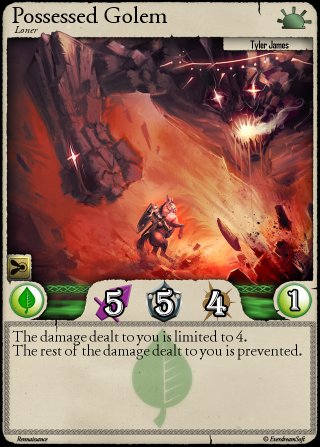 Possessed Golem
Loner
Tyler James
5 5 4 1
The damage dealt to you is limited to 4.
The rest of the damage dealt to you is prevented.
Rennaissance © EverdreamSoft